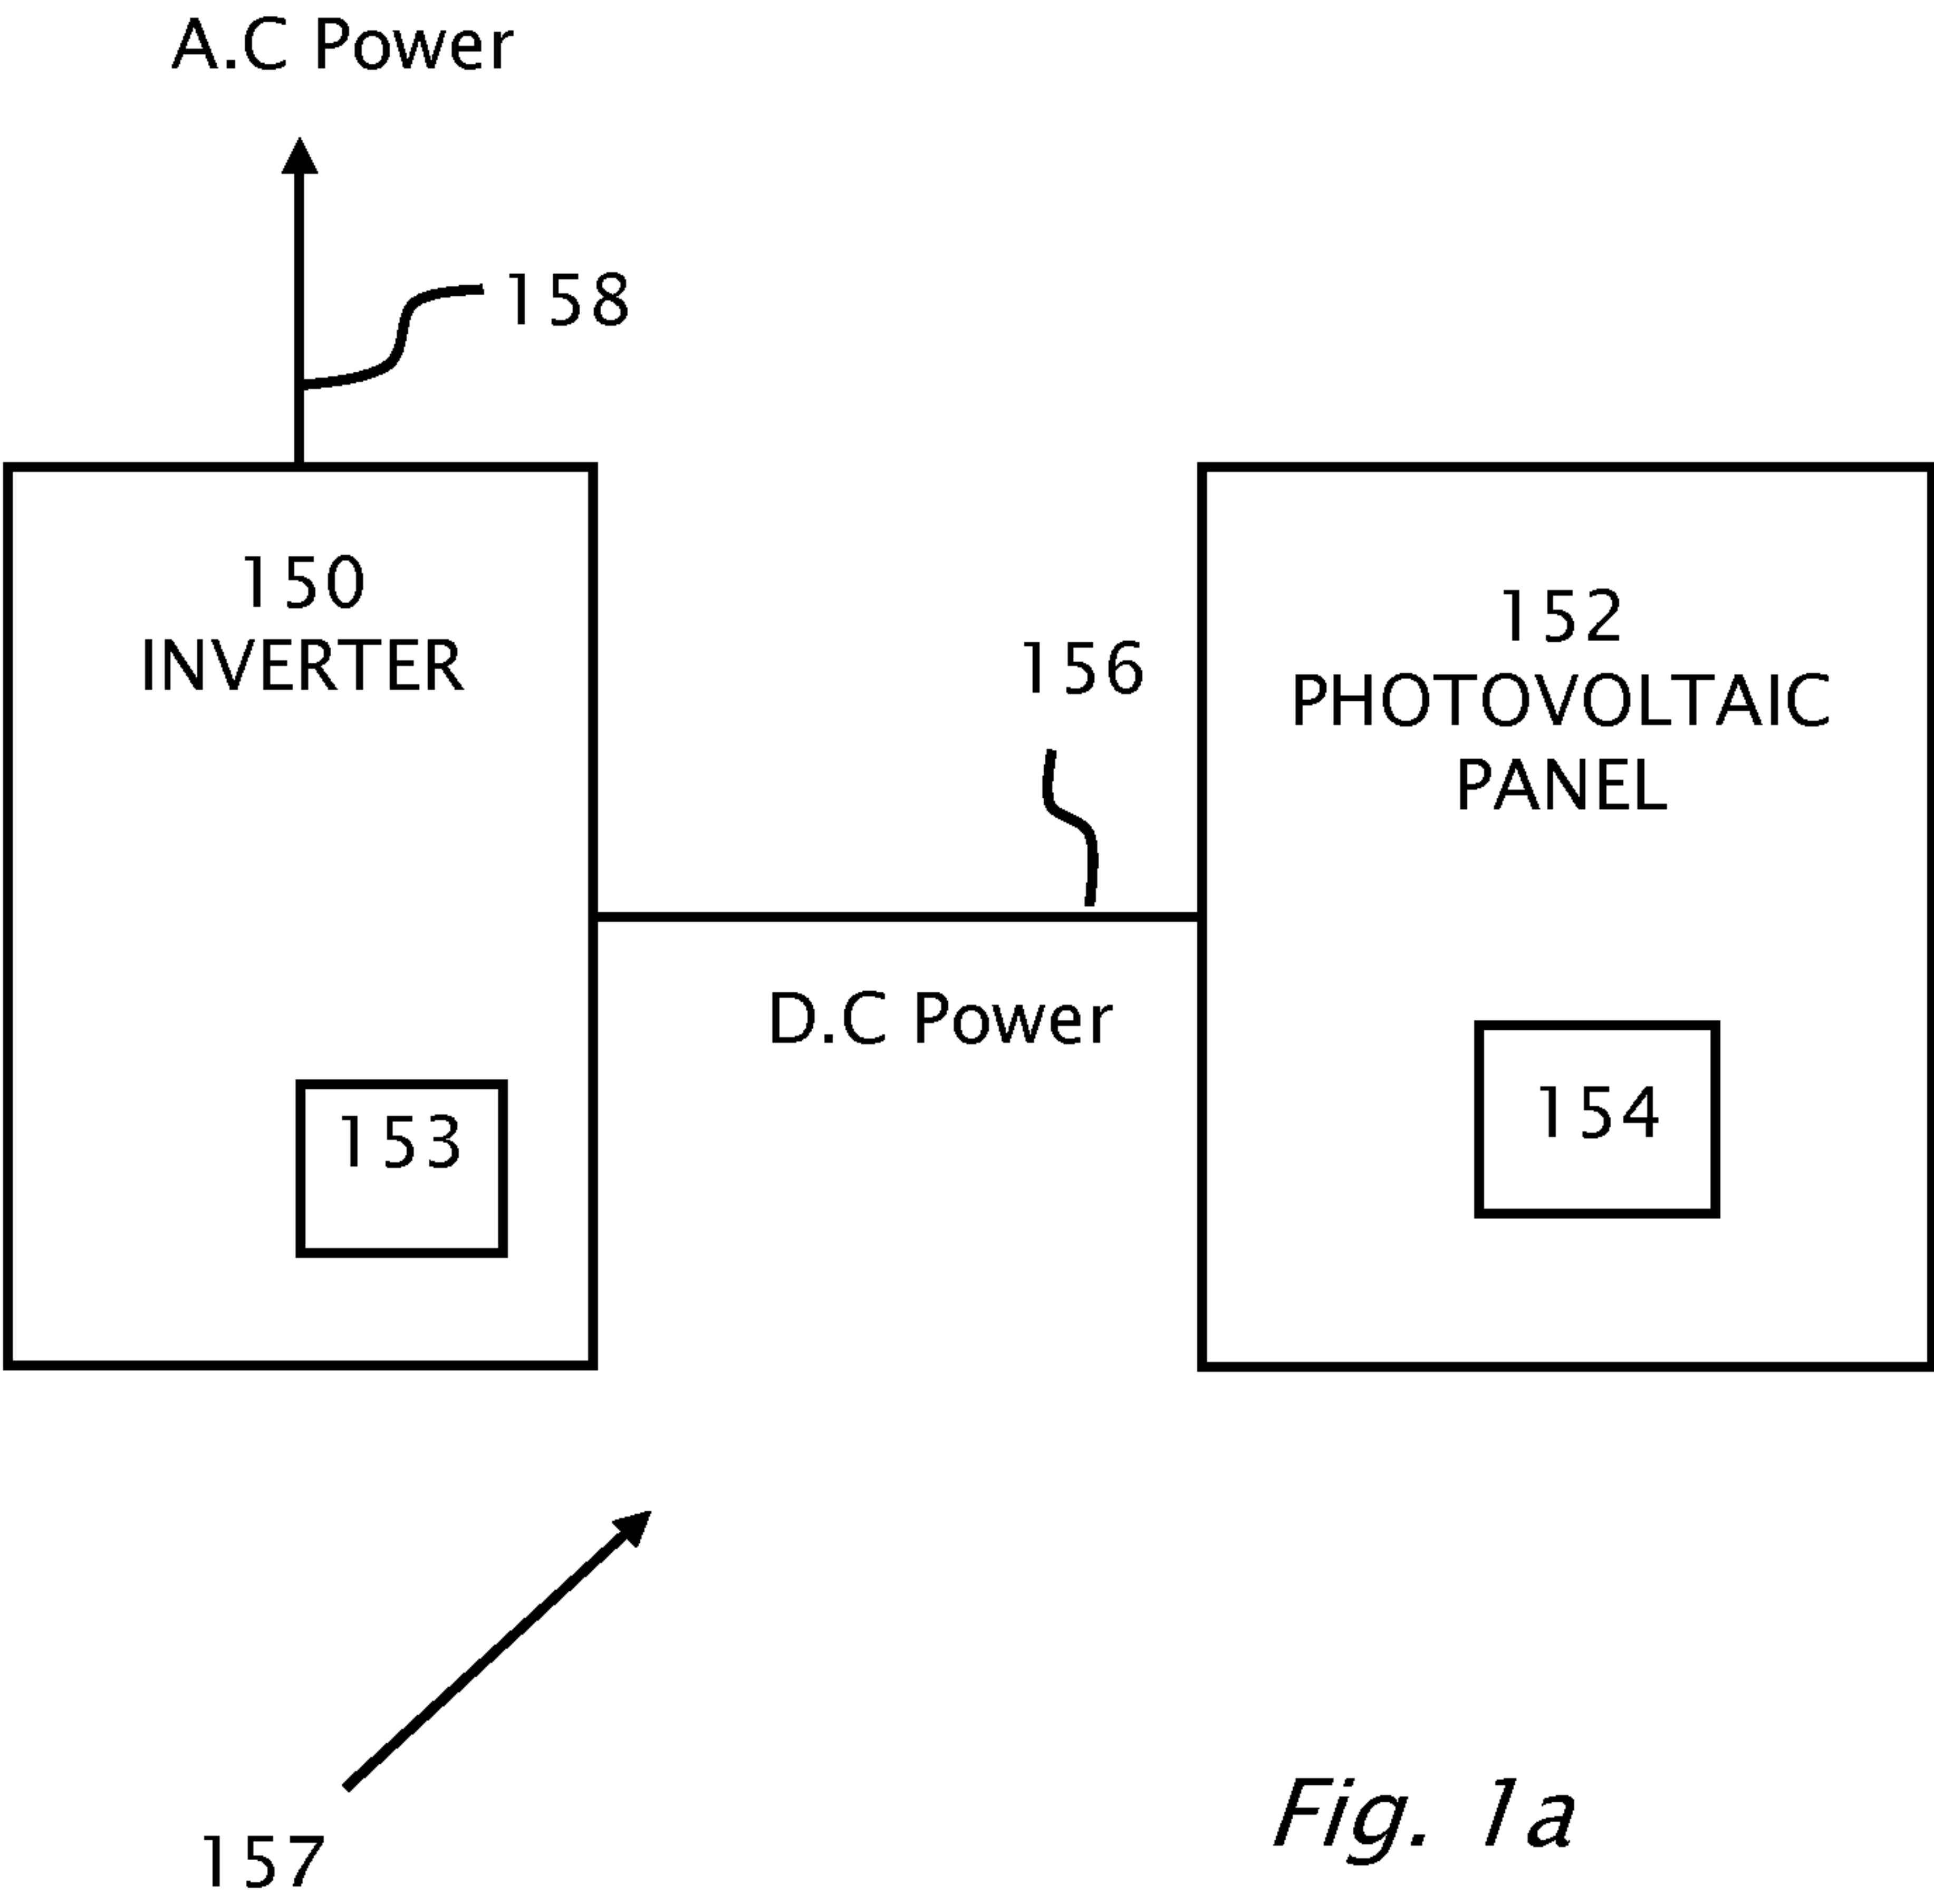 A.C Power
158
150
INVERTER
152
PHOTOVOLTAIC
PANEL
156
D.C Power
153
154
157
Fig. 1a